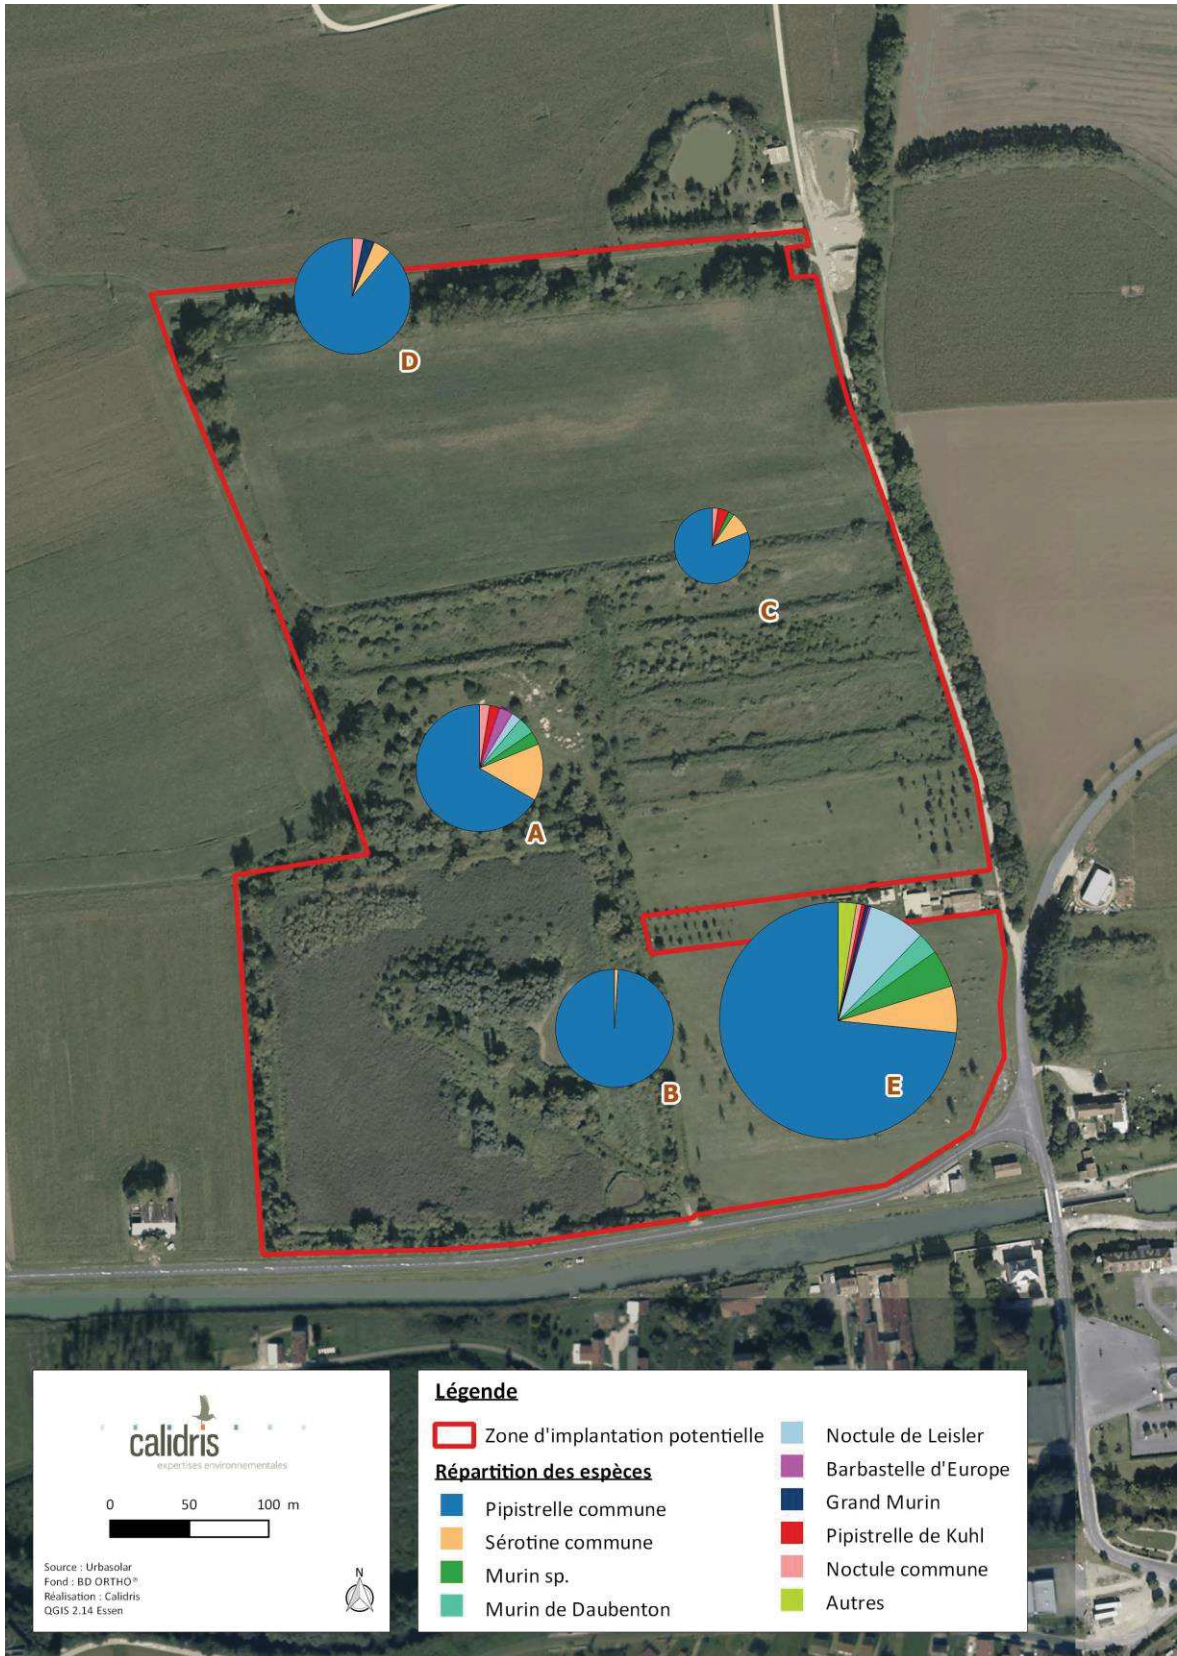 D
C
A
B
E
calidris
expertises environnementales
0 50 100 m
Source : Urbasolar
Fond : BD ORTHO®
Réalisation : Calidris
QGIS 2.14 Essen
N
Légende
Zone d'implantation potentielle
Répartition des espèces
Pipistrelle commune
Sérotine commune
Murin sp.
Murin de Daubenton
Noctule de Leisler
Barbastelle d'Europe
Grand Murin
Pipistrelle de Kuhl
Noctule commune
Autres